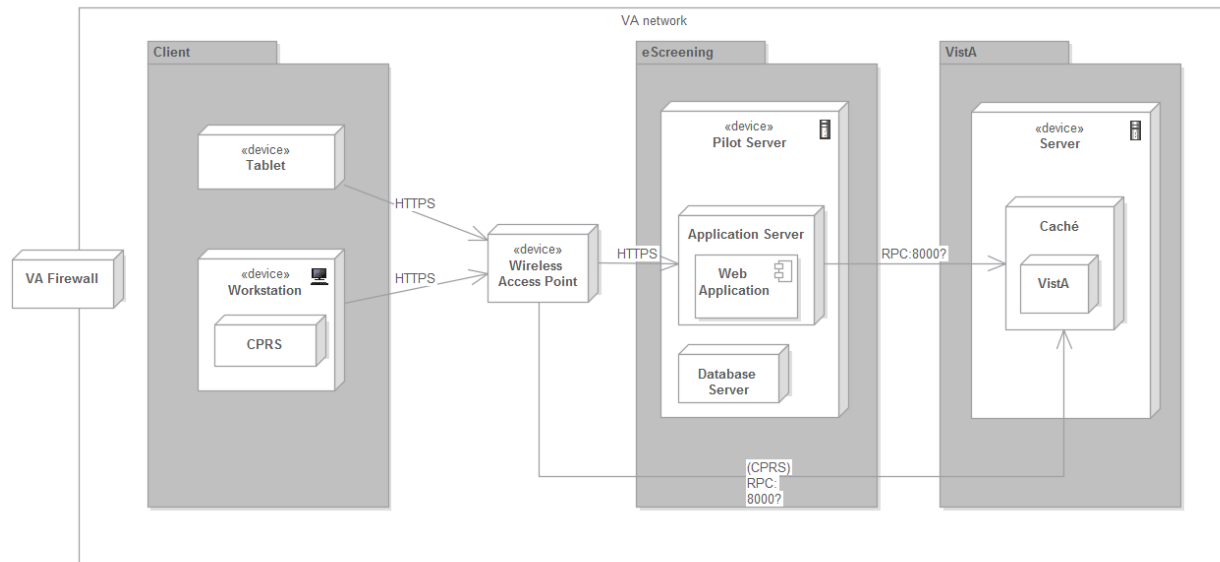 VA network
Client
eScreening
VistA
«device»
Tablet
HTTPS
«device»
Workstation
CPRS
HTTPS
VA Firewall
«device»
Wireless
Access Point
HTTPS
«device»
Pilot Server
Application Server
Web
Application
Database
Server
RPC:8000?
«device»
Server
Caché
VistA
(CPRS)
RPC:
8000?